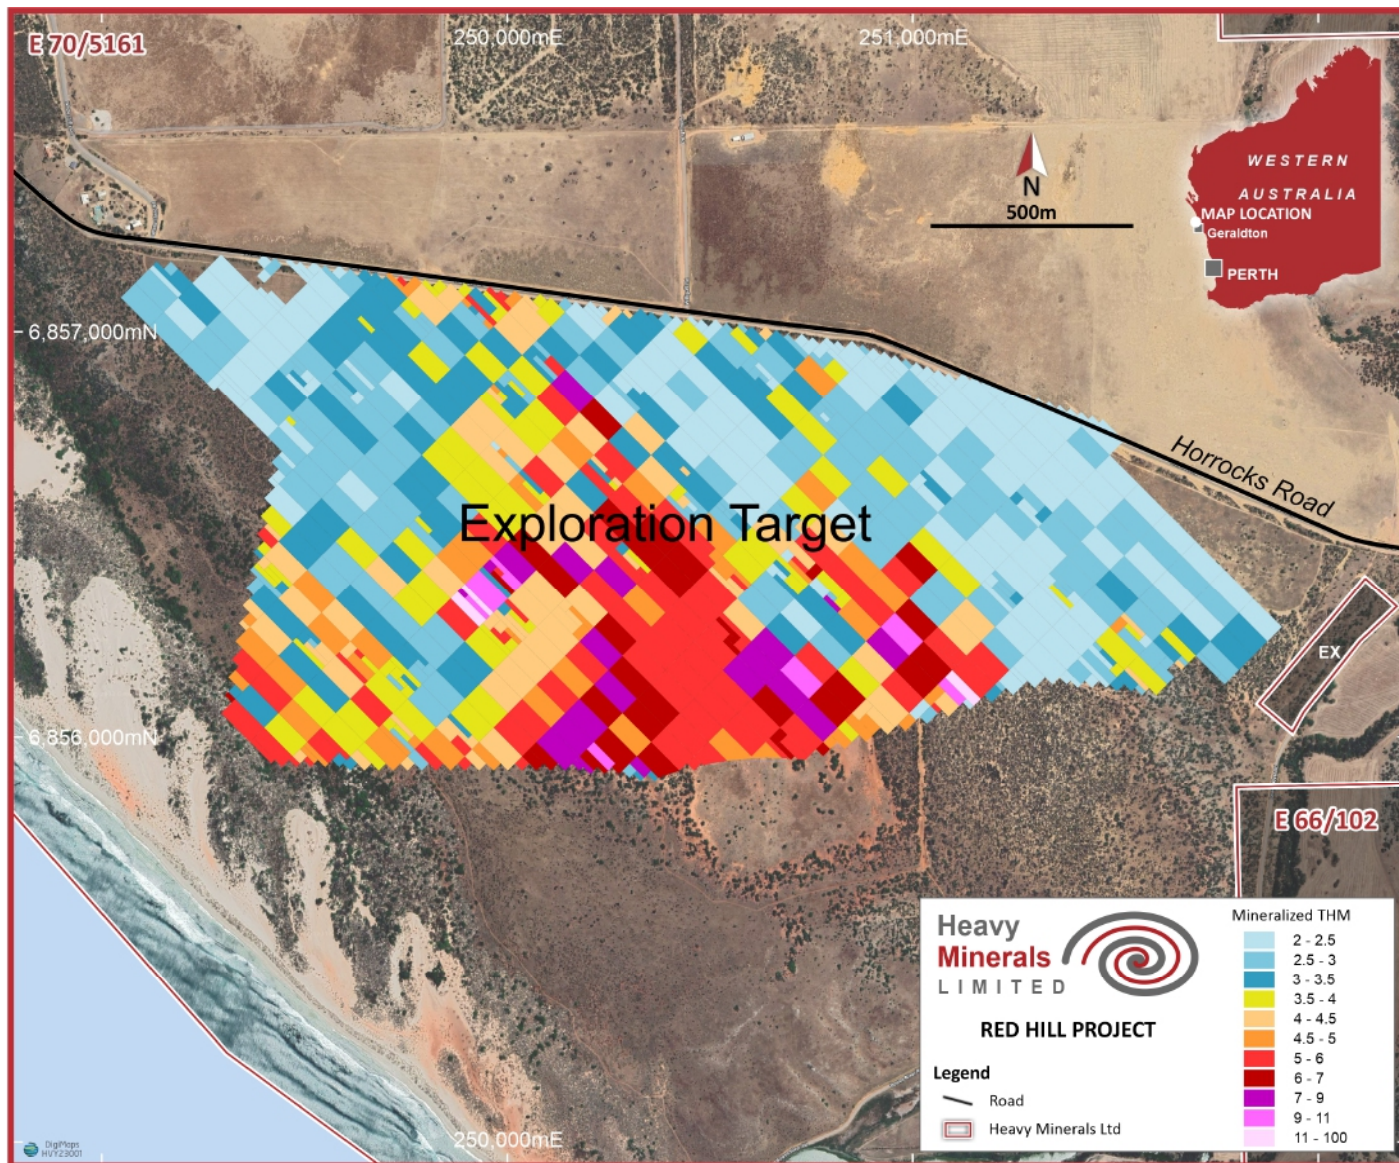 E 70/5161
250,000mE
251,000mE
WESTERN
AUSTRALIA
MAP LOCATION
Geraldton
PERTH
N
500m
6,857,000mN
Horrocks Road
Exploration Target
EX
6,856,000mN
E 66/102
Heavy
Minerals
LIMITED
RED HILL PROJECT
Legend
Road
Heavy Minerals Ltd
Mineralized THM
2 - 2.5
2.5 - 3
3 - 3.5
3.5 - 4
4 - 4.5
4.5 - 5
5 - 6
6 - 7
7 - 9
9 - 11
11 - 100
250,000mE
DigiMaps
HVY23001